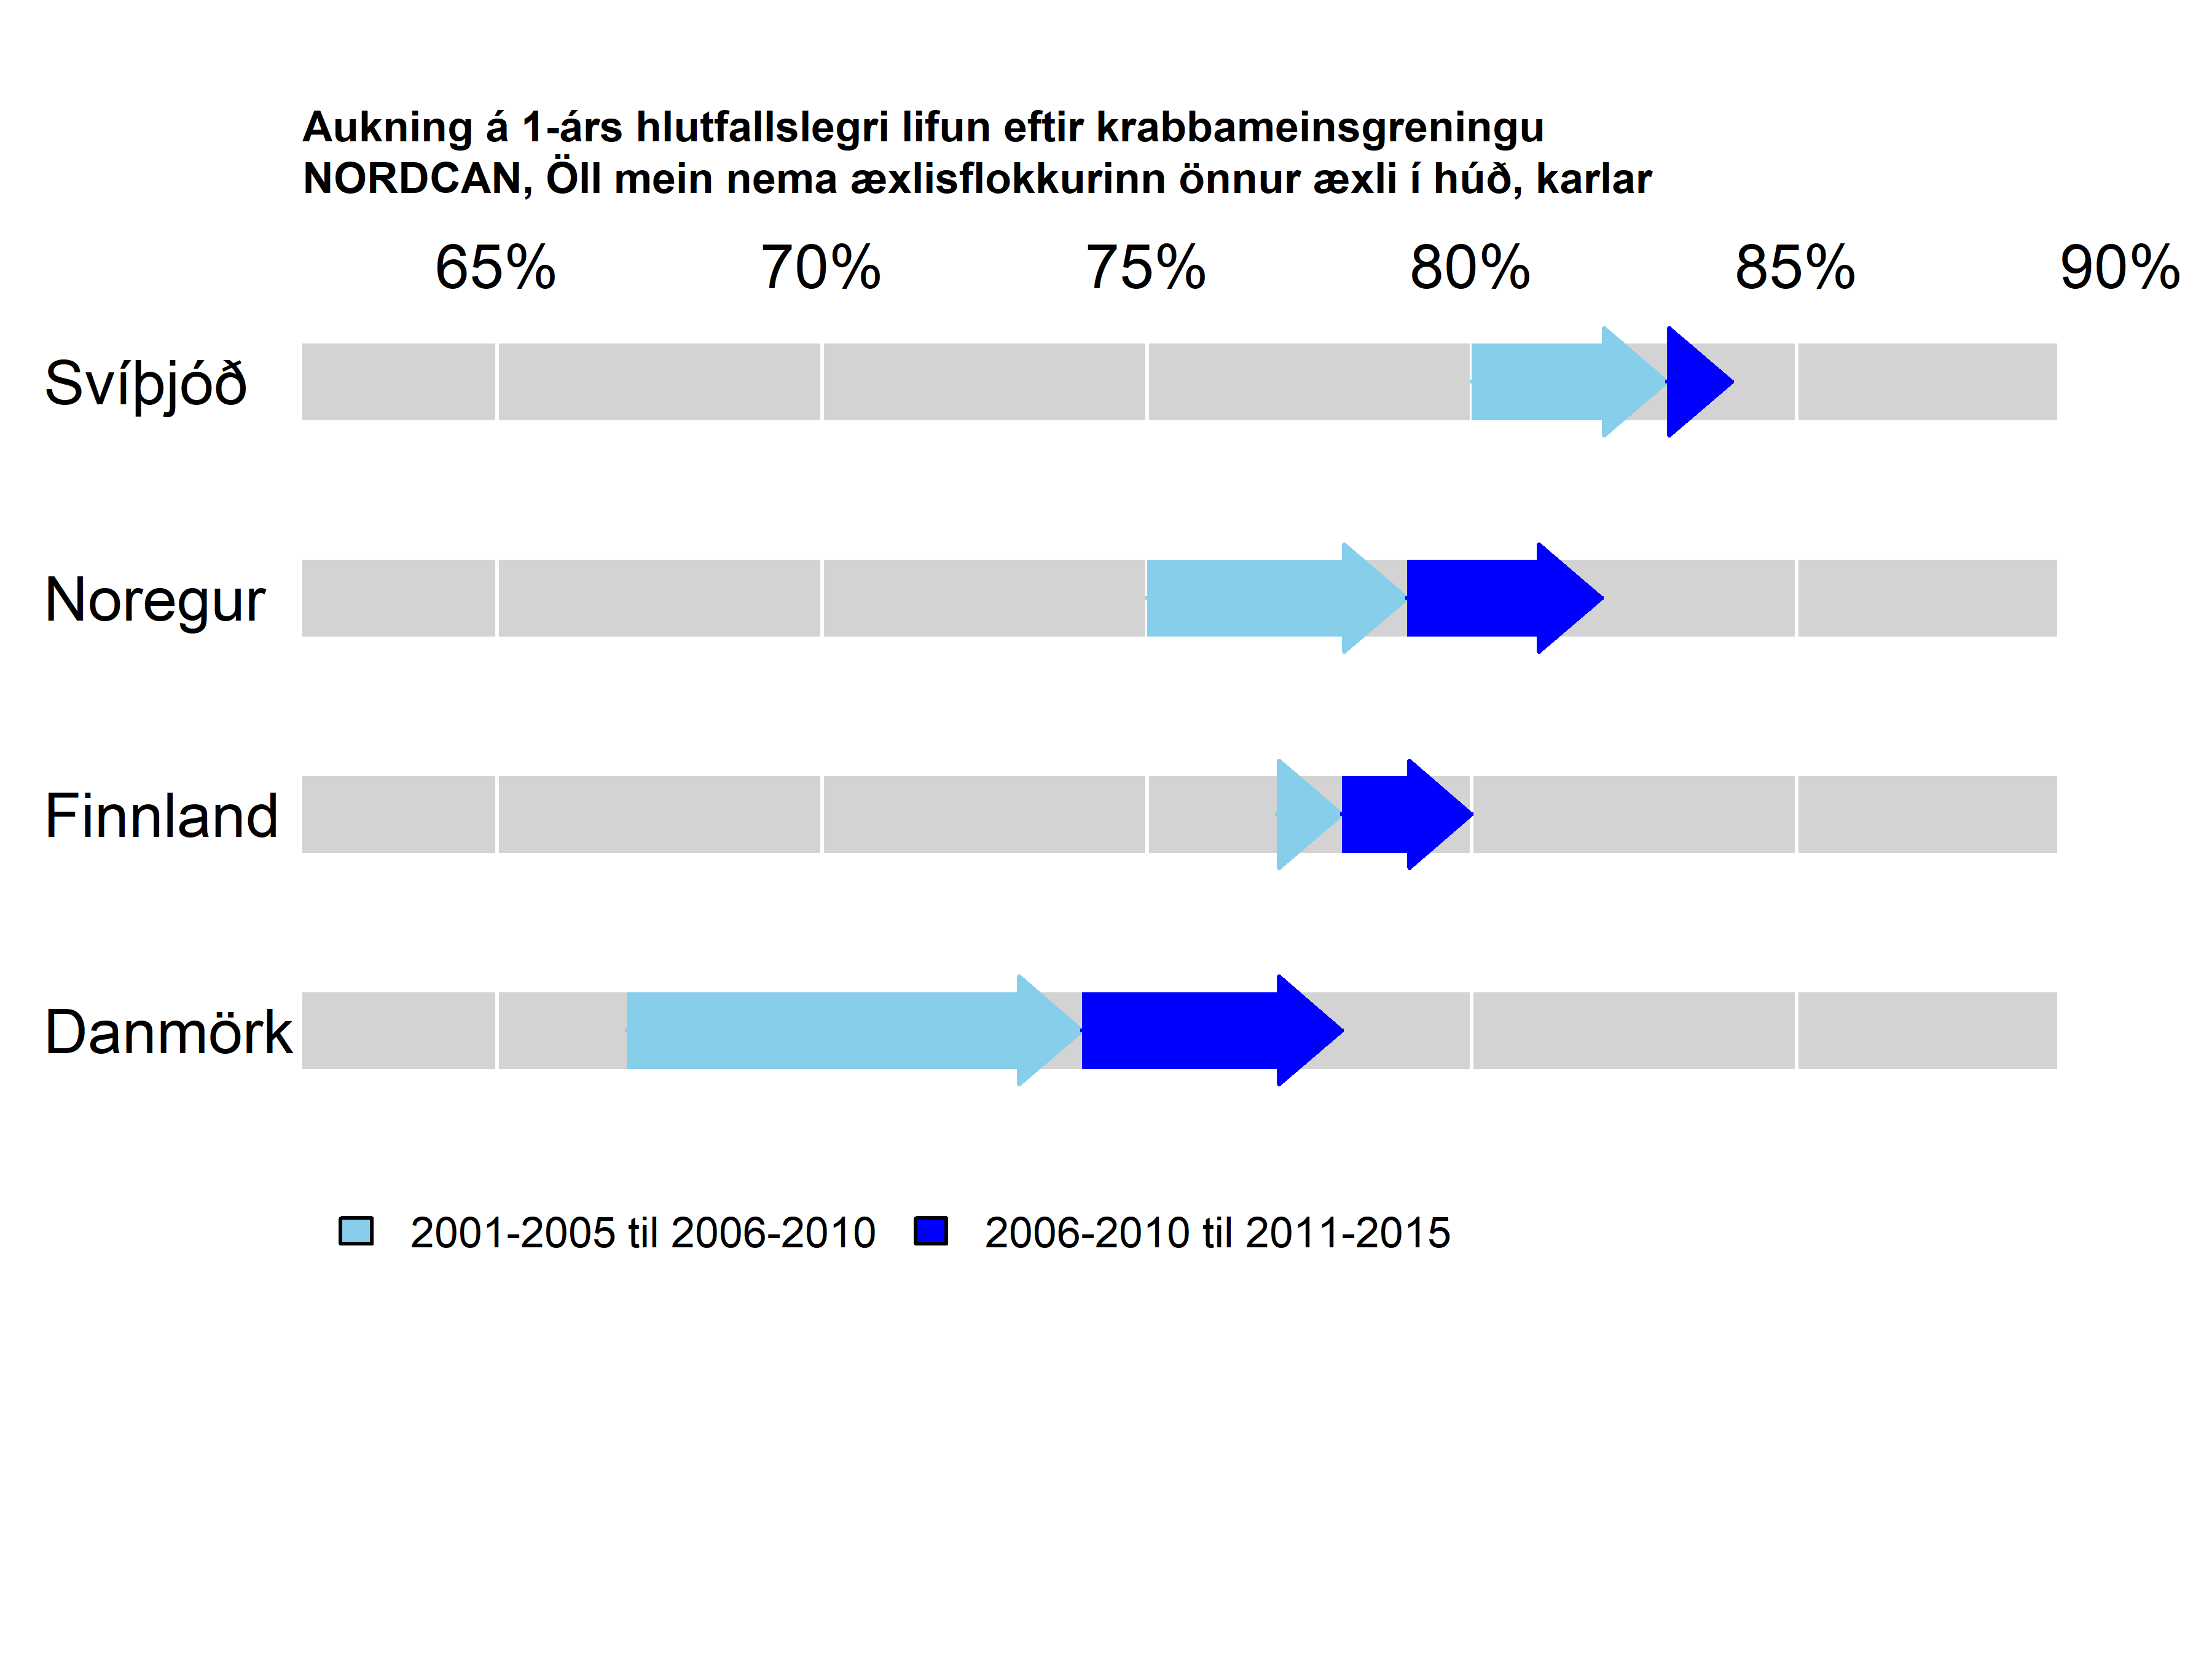 Aukning á 1-árs hlutfallslegri lifun eftir krabbameinsgreningu
NORDCAN, Öll mein nema æxlisflokkurinn önnur æxli í húð, karlar
65% 70% 75% 80% 85% 90%
Svíþjóð
Noregur
Finnland
Danmörk
2001-2005 til 2006-2010 2006-2010 til 2011-2015